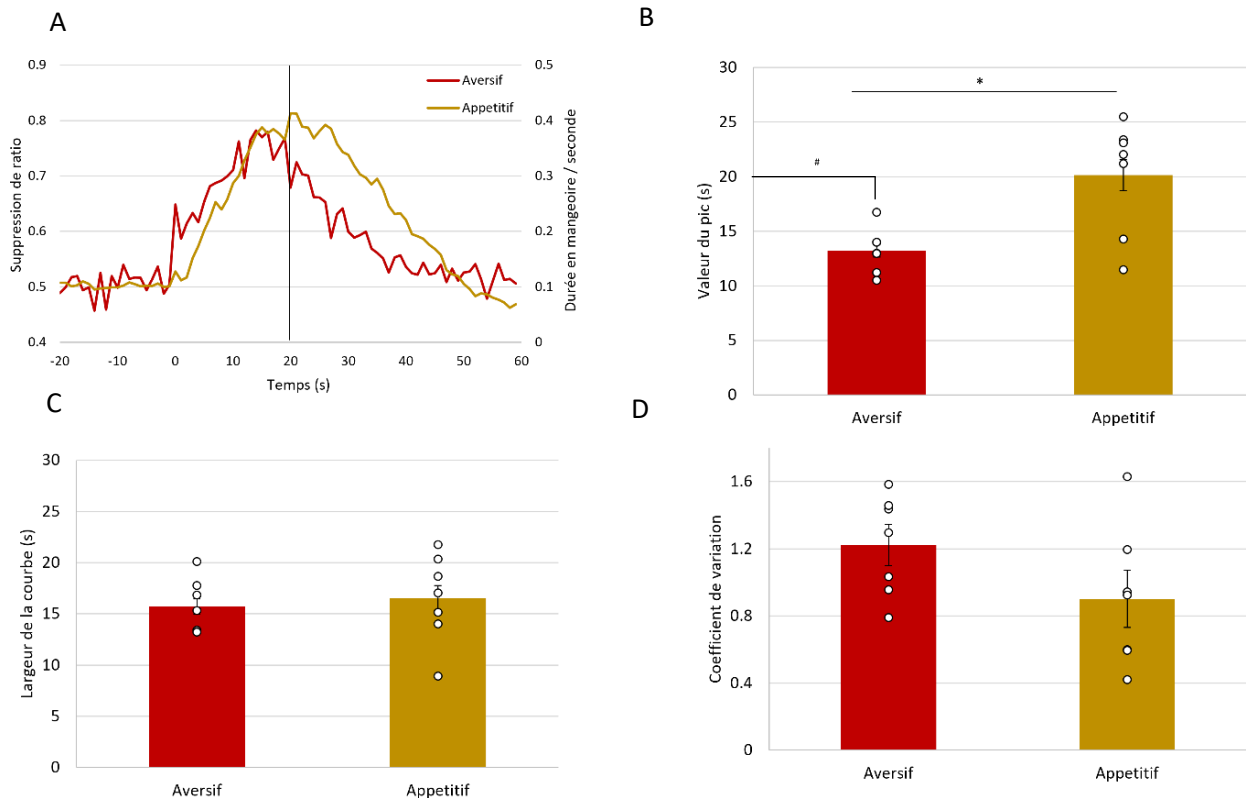 A
0.9
0.8
0.7
0.6
0.5
0.4
Suppression de ratio
0.5
0.4
0.3
0.2
0.1
0
Durée en mangeoire / seconde
Aversif
Appetitif
-20 -10 0 10 20 30 40 50 60
Temps (s)
B
30
25
20
15
10
5
0
Valeur du pic (s)
*
#
Aversif Appetitif
C
30
25
20
15
10
5
0
Largeur de la courbe (s)
Aversif Appetitif
D
1.6
1.2
0.8
0.4
0
Coefficient de variation
Aversif Appetitif